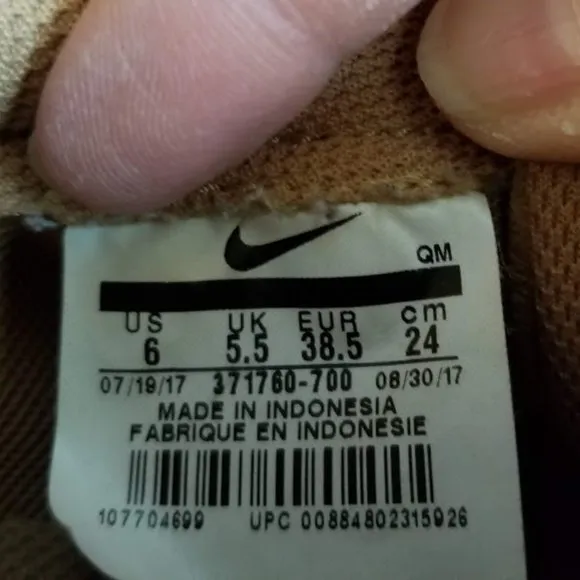 QM
US UK EUR cm
6 5.5 38.5 24
07/19/17 371760-700 08/30/17
MADE IN INDONESIA
FABRIQUE EN INDONESIE
107704699 UPC 00884802315926